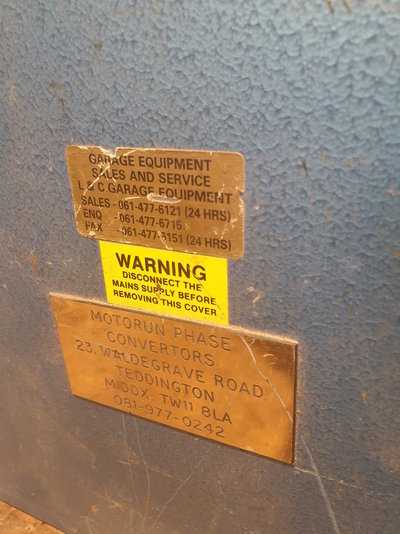 GARAGE EQUIPMENT
SALES AND SERVICE
L & C GARAGE EQUIPMENT
SALES - 061-477-6121 (24 HRS)
ENQ - 061-477-6715
FAX - 061-477-6151 (24 HRS)
WARNING
DISCONNECT THE
MAINS SUPPLY BEFORE
REMOVING THIS COVER
MOTORUN PHASE
CONVERTORS
23, WALDEGRAVE ROAD
TEDDINGTON
MIDDX, TW11 8LA
081-977-0242